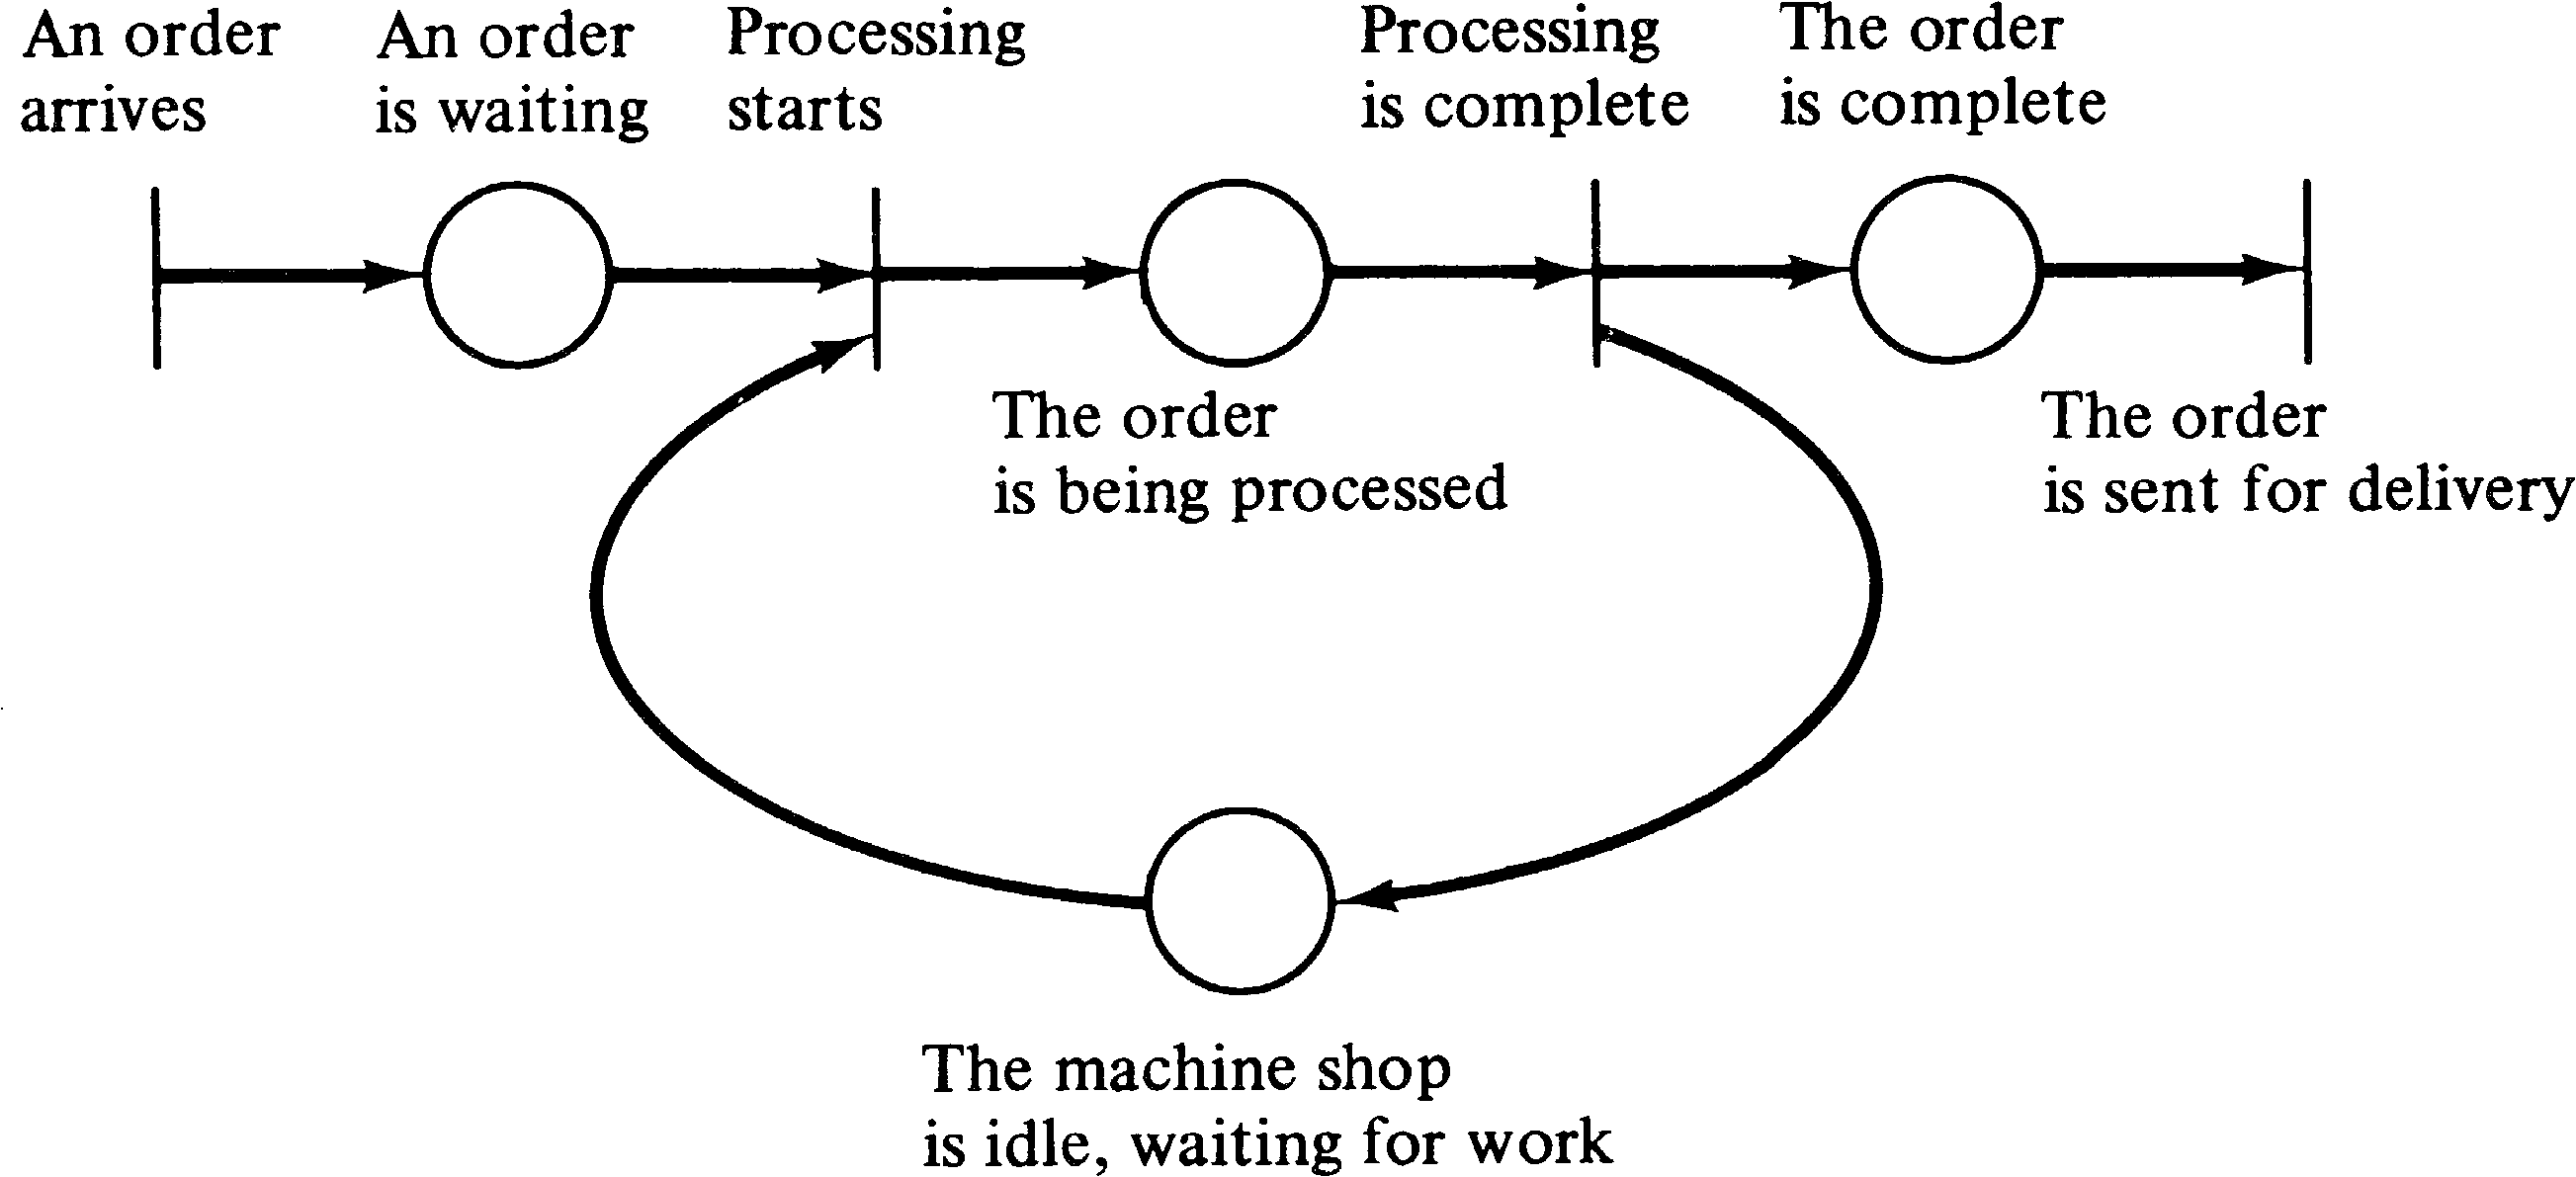 An order
arrives
An order
is waiting
Processing
starts
Processing
is complete
The order
is complete
The order
is being processed
The order
is sent for delivery
The machine shop
is idle, waiting for work